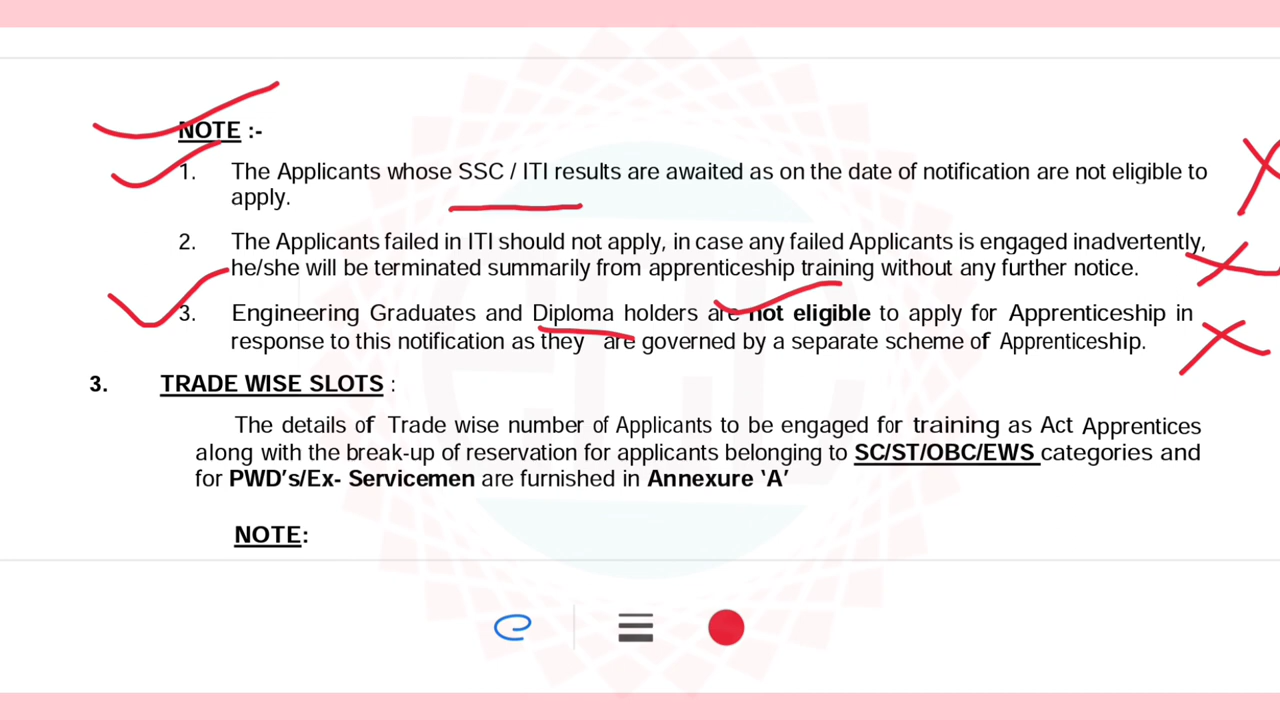 NOTE :-
1. The Applicants whose SSC / ITI results are awaited as on the date of notification are not eligible to
apply.
2. The Applicants failed in ITI should not apply, in case any failed Applicants is engaged inadvertently,
he/she will be terminated summarily from apprenticeship training without any further notice.
3. Engineering Graduates and Diploma holders are not eligible to apply for Apprenticeship in
response to this notification as they are governed by a separate scheme of Apprenticeship.
3. TRADE WISE SLOTS :
The details of Trade wise number of Applicants to be engaged for training as Act Apprentices
along with the break-up of reservation for applicants belonging to SC/ST/OBC/EWS categories and
for PWD's/Ex- Servicemen are furnished in Annexure 'A'
NOTE: